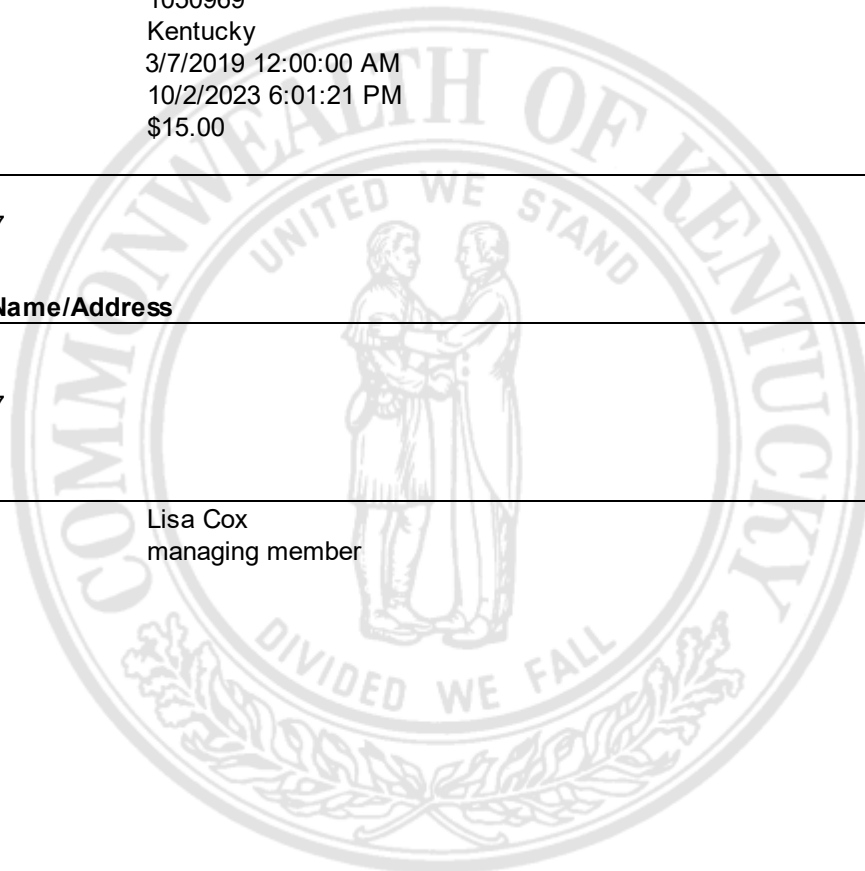 1050969
Kentucky
3/7/2019 12:00:00 AM
10/2/2023 6:01:21 PM
$15.00
Name/Address
Lisa Cox
managing member
COMMONWEALTH OF KENTUCKY
UNITED WE STAND
DIVIDED WE FALL